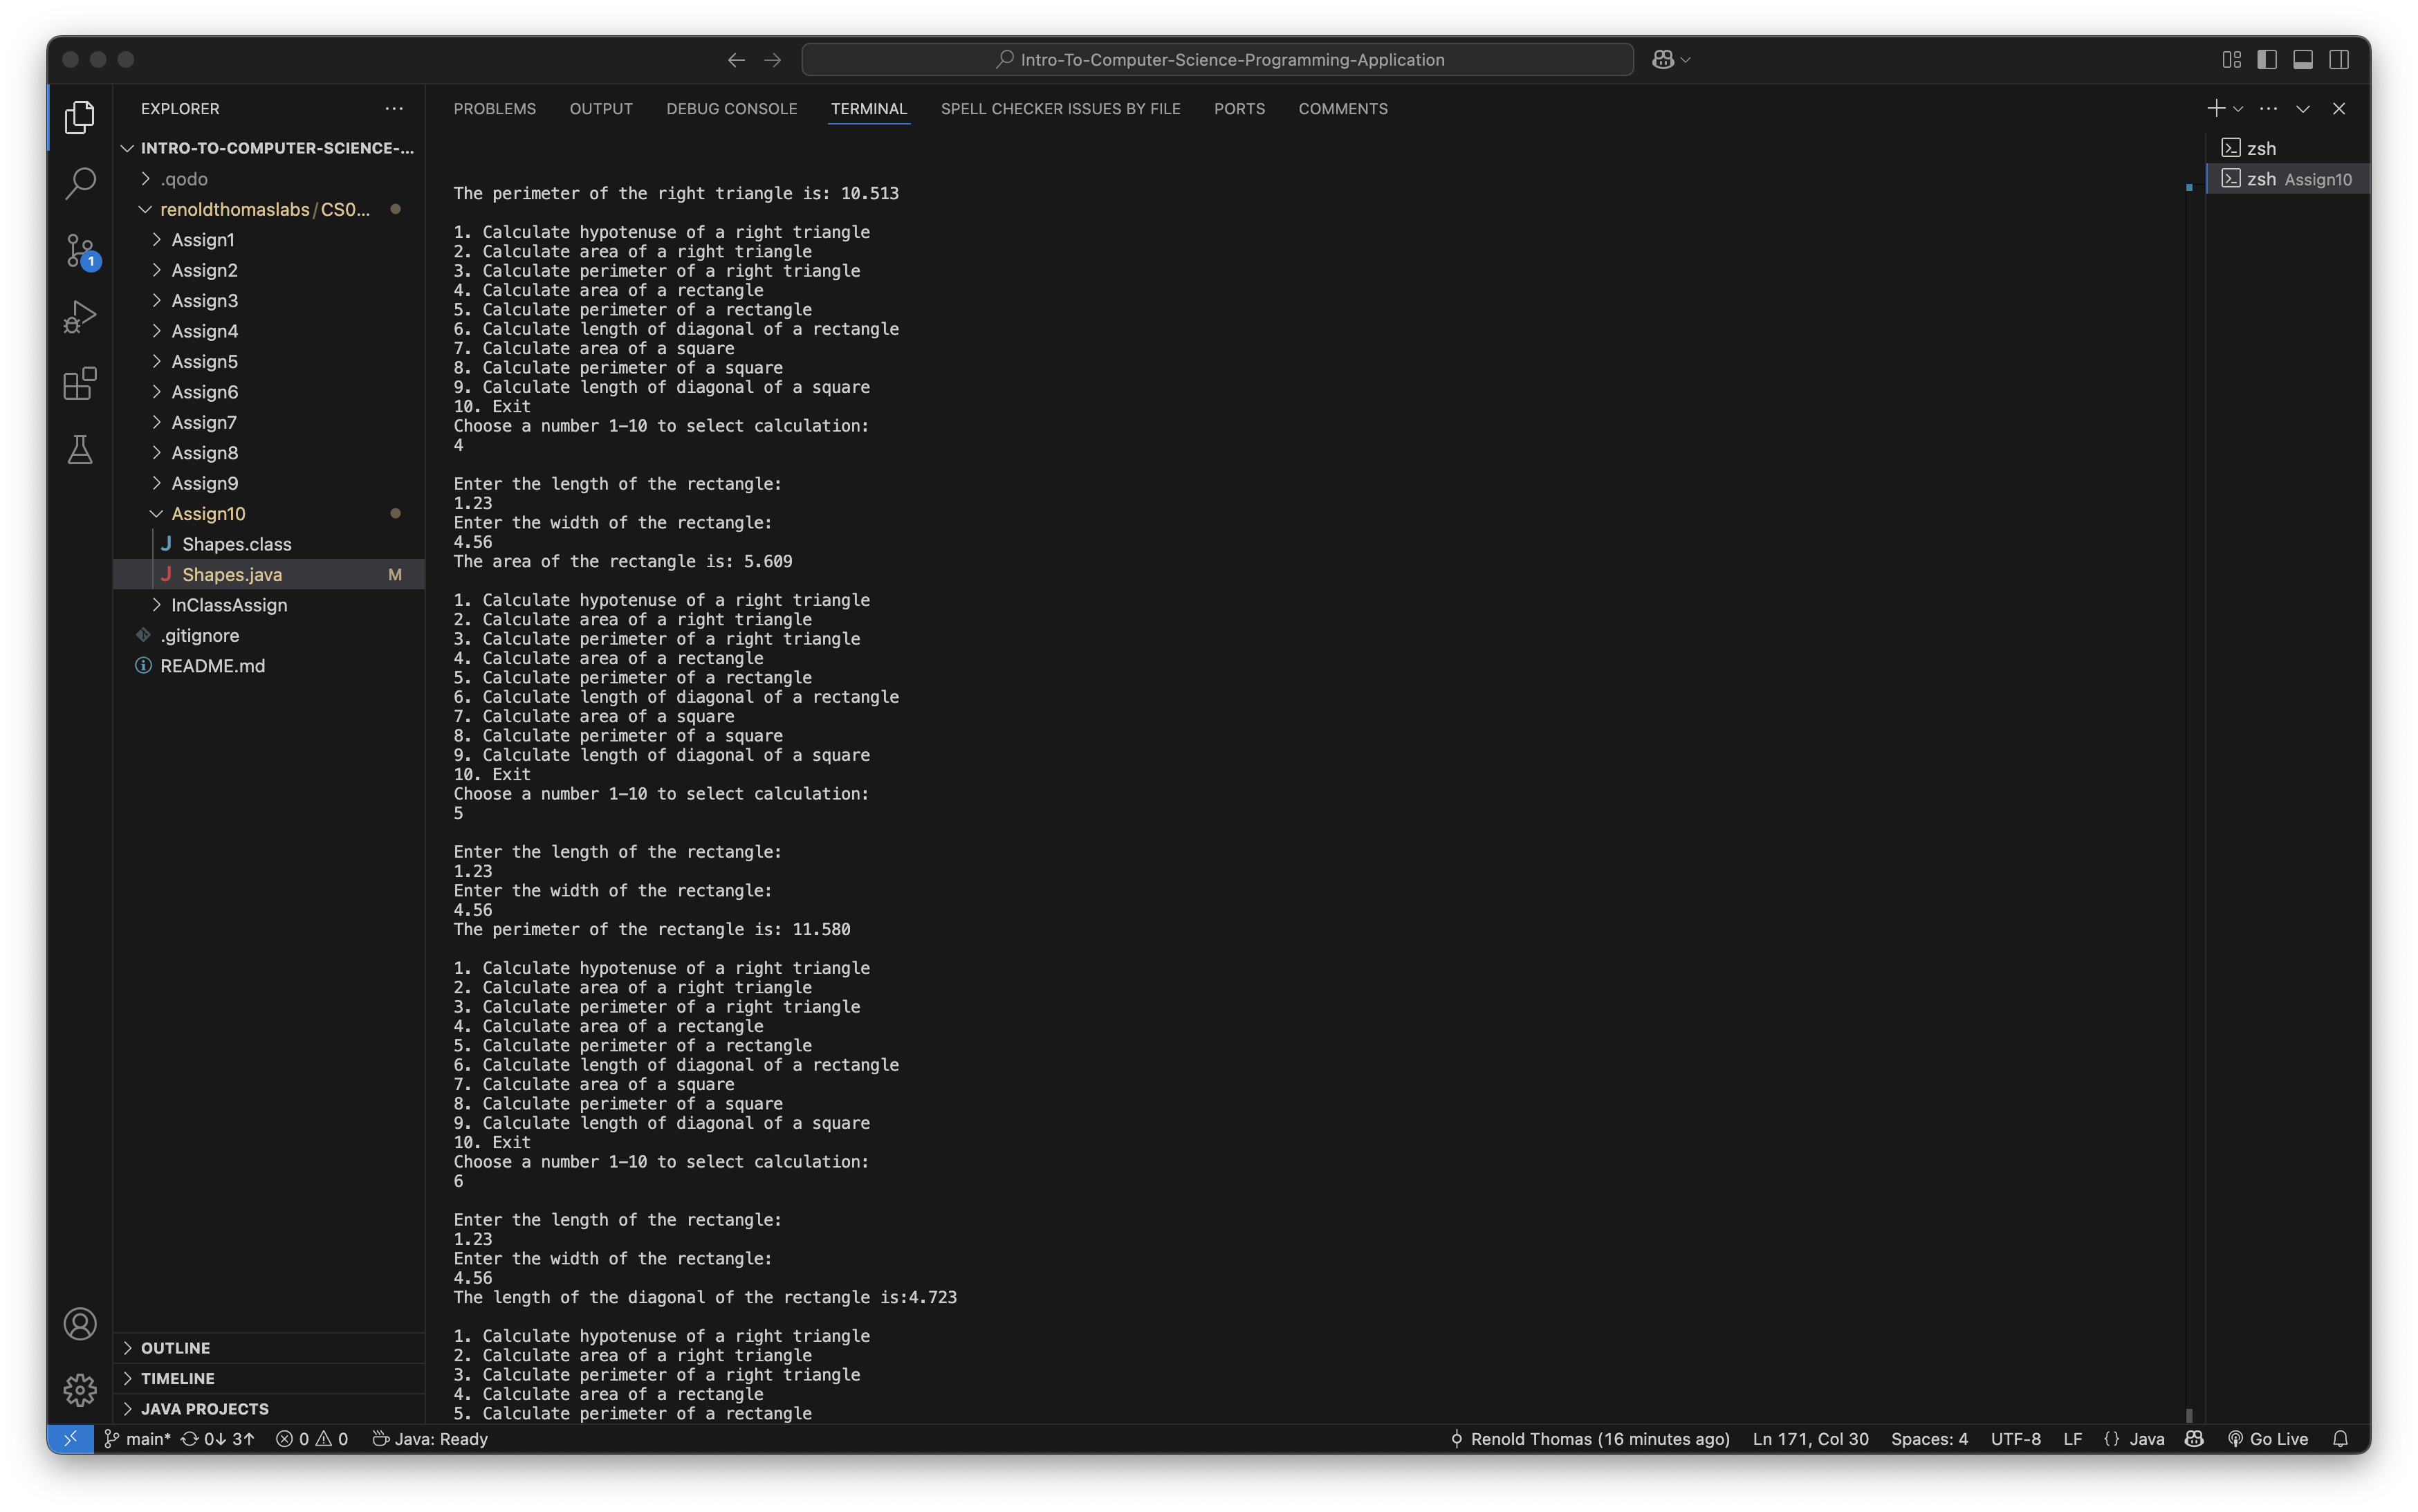 Intro-To-Computer-Science-Programming-Application
EXPLORER
INTRO-TO-COMPUTER-SCIENCE-...
.qodo
renoldthomaslabs/CS0...
Assign1
Assign2
Assign3
Assign4
Assign5
Assign6
Assign7
Assign8
Assign9
Assign10
J Shapes.class
J Shapes.java M
InClassAssign
.gitignore
README.md
OUTLINE
TIMELINE
JAVA PROJECTS
1
PROBLEMS OUTPUT DEBUG CONSOLE TERMINAL SPELL CHECKER ISSUES BY FILE PORTS COMMENTS
The perimeter of the right triangle is: 10.513
1. Calculate hypotenuse of a right triangle
2. Calculate area of a right triangle
3. Calculate perimeter of a right triangle
4. Calculate area of a rectangle
5. Calculate perimeter of a rectangle
6. Calculate length of diagonal of a rectangle
7. Calculate area of a square
8. Calculate perimeter of a square
9. Calculate length of diagonal of a square
10. Exit
Choose a number 1-10 to select calculation:
4
Enter the length of the rectangle:
1.23
Enter the width of the rectangle:
4.56
The area of the rectangle is: 5.609
1. Calculate hypotenuse of a right triangle
2. Calculate area of a right triangle
3. Calculate perimeter of a right triangle
4. Calculate area of a rectangle
5. Calculate perimeter of a rectangle
6. Calculate length of diagonal of a rectangle
7. Calculate area of a square
8. Calculate perimeter of a square
9. Calculate length of diagonal of a square
10. Exit
Choose a number 1-10 to select calculation:
5
Enter the length of the rectangle:
1.23
Enter the width of the rectangle:
4.56
The perimeter of the rectangle is: 11.580
1. Calculate hypotenuse of a right triangle
2. Calculate area of a right triangle
3. Calculate perimeter of a right triangle
4. Calculate area of a rectangle
5. Calculate perimeter of a rectangle
6. Calculate length of diagonal of a rectangle
7. Calculate area of a square
8. Calculate perimeter of a square
9. Calculate length of diagonal of a square
10. Exit
Choose a number 1-10 to select calculation:
6
Enter the length of the rectangle:
1.23
Enter the width of the rectangle:
4.56
The length of the diagonal of the rectangle is:4.723
1. Calculate hypotenuse of a right triangle
2. Calculate area of a right triangle
3. Calculate perimeter of a right triangle
4. Calculate area of a rectangle
5. Calculate perimeter of a rectangle
zsh
zsh Assign10
main* 0↓ 3↑ 0 0 Java: Ready Renold Thomas (16 minutes ago) Ln 171, Col 30 Spaces: 4 UTF-8 LF {} Java Go Live